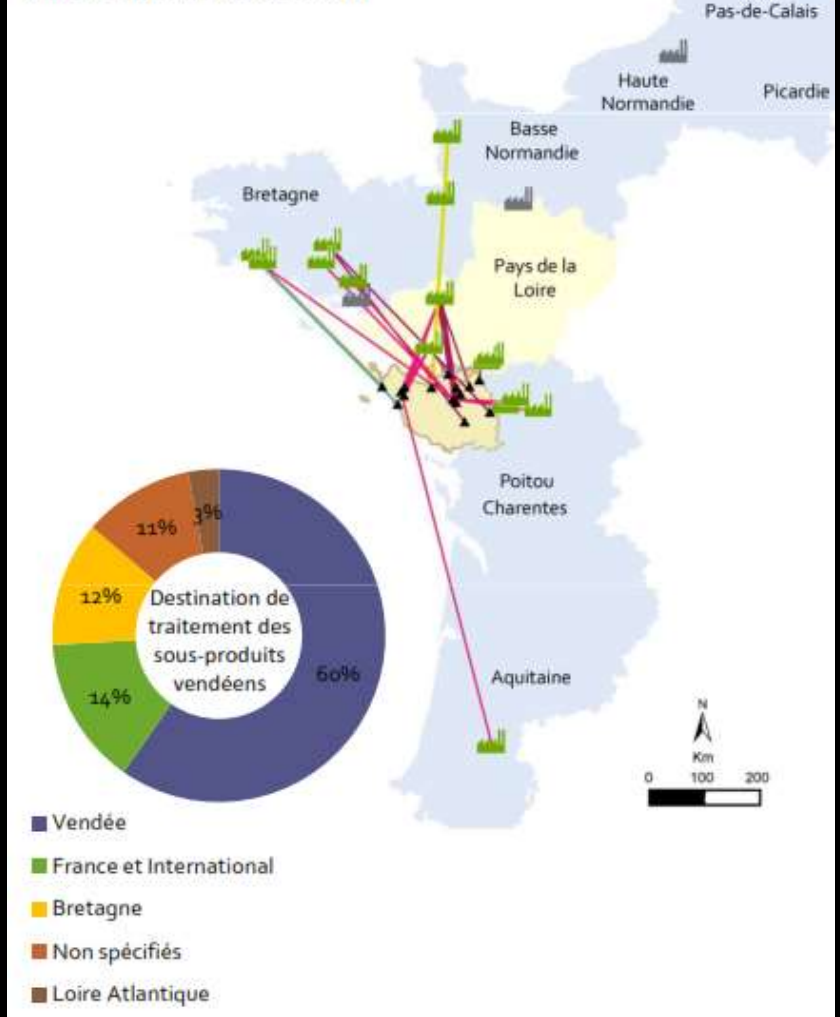 Pas-de-Calais
Haute
Normandie
Picardie
Basse
Normandie
Bretagne
Pays de la
Loire
Poitou
Charentes
Aquitaine
N
Km
0 100 200
3%
11%
12%
14%
60%
Destination de
traitement des
sous-produits
vendéens
Vendée
France et International
Bretagne
Non spécifiés
Loire Atlantique